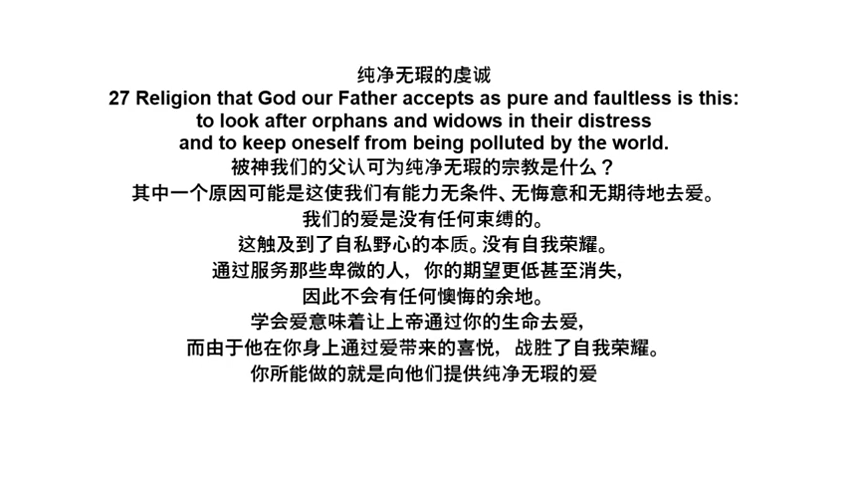 纯净无瑕的虔诚
27 Religion that God our Father accepts as pure and faultless is this:
to look after orphans and widows in their distress
and to keep oneself from being polluted by the world.
被神我们的父认可为纯净无瑕的宗教是什么？
其中一个原因可能是这使我们有能力无条件、无悔意和无期待地去爱。
我们的爱是没有任何束缚的。
这触及到了自私野心的本质。没有自我荣耀。
通过服务那些卑微的人，你的期望更低甚至消失，
因此不会有任何懊悔的余地。
学会爱意味着让上帝通过你的生命去爱，
而由于他在你身上通过爱带来的喜悦，战胜了自我荣耀。
你所能做的就是向他们提供纯净无瑕的爱